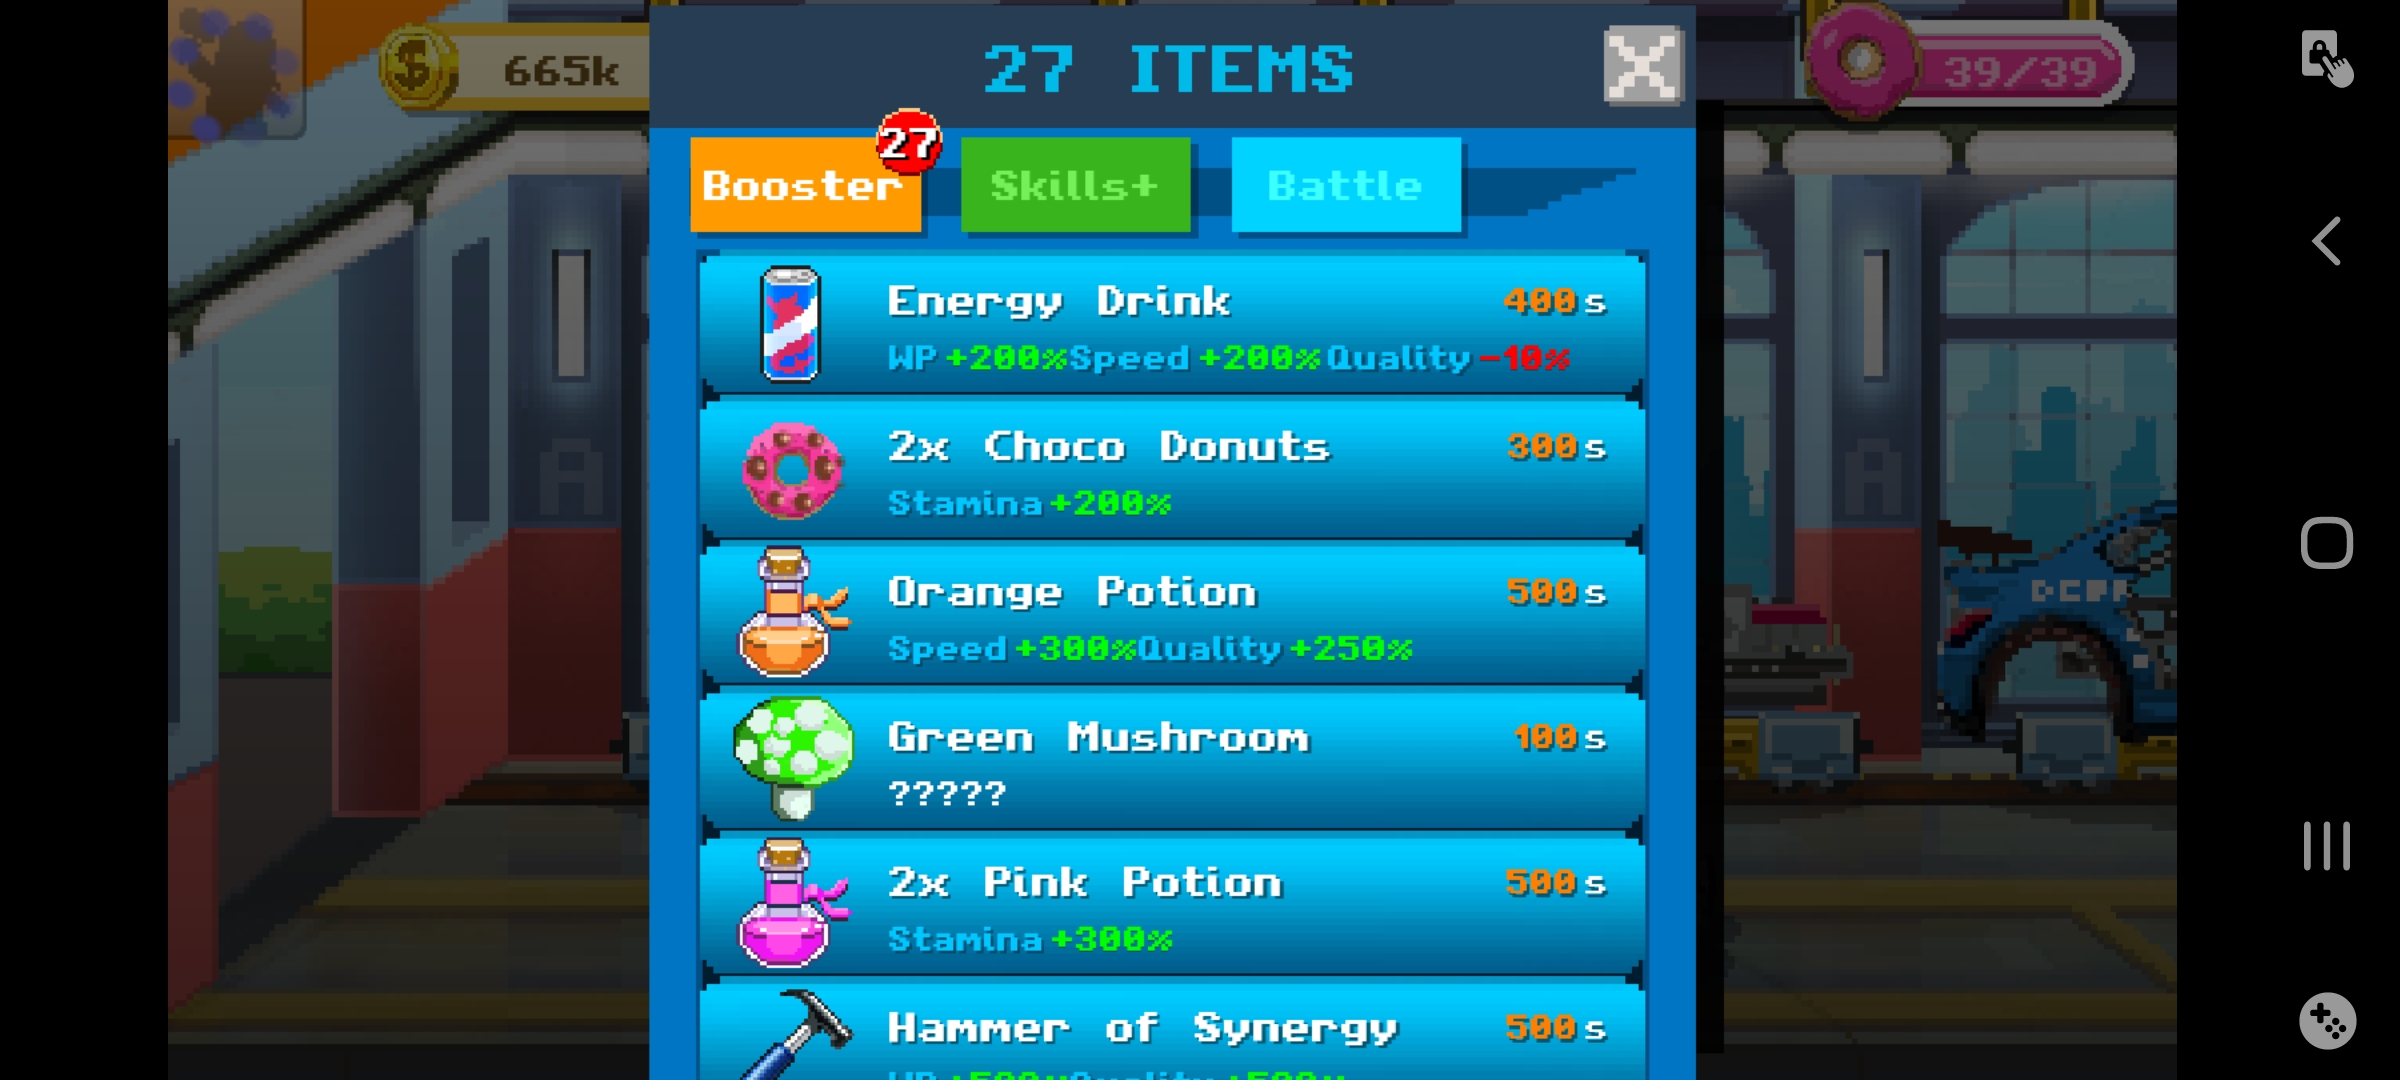 665k
27 ITEMS
39/39
27
Booster
Skills+
Battle
Energy Drink 400s
WP +200% Speed +200% Quality -10%
2x Choco Donuts 300s
Stamina +200%
Orange Potion 500s
Speed +300% Quality +250%
Green Mushroom 100s
?????
2x Pink Potion 500s
Stamina +300%
Hammer of Synergy 500s
A
A